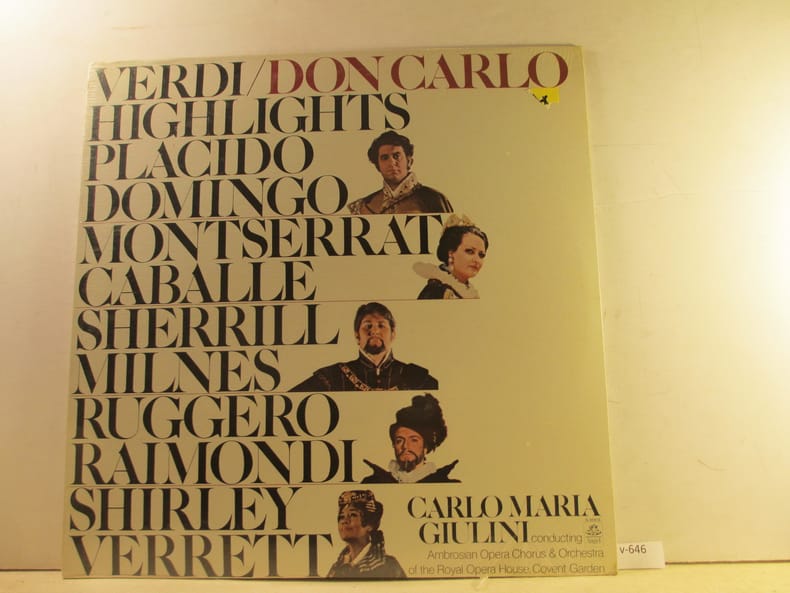 VERDI/DON CARLO
HIGHLIGHTS
PLACIDO
DOMINGO
MONTSERRAT
CABALLE
SHERRILL
MILNES
RUGGERO
RAIMONDI
SHIRLEY
VERRETT
CARLO MARIA
GIULINI conducting
Ambrosian Opera Chorus & Orchestra
of the Royal Opera House, Covent Garden
v-646